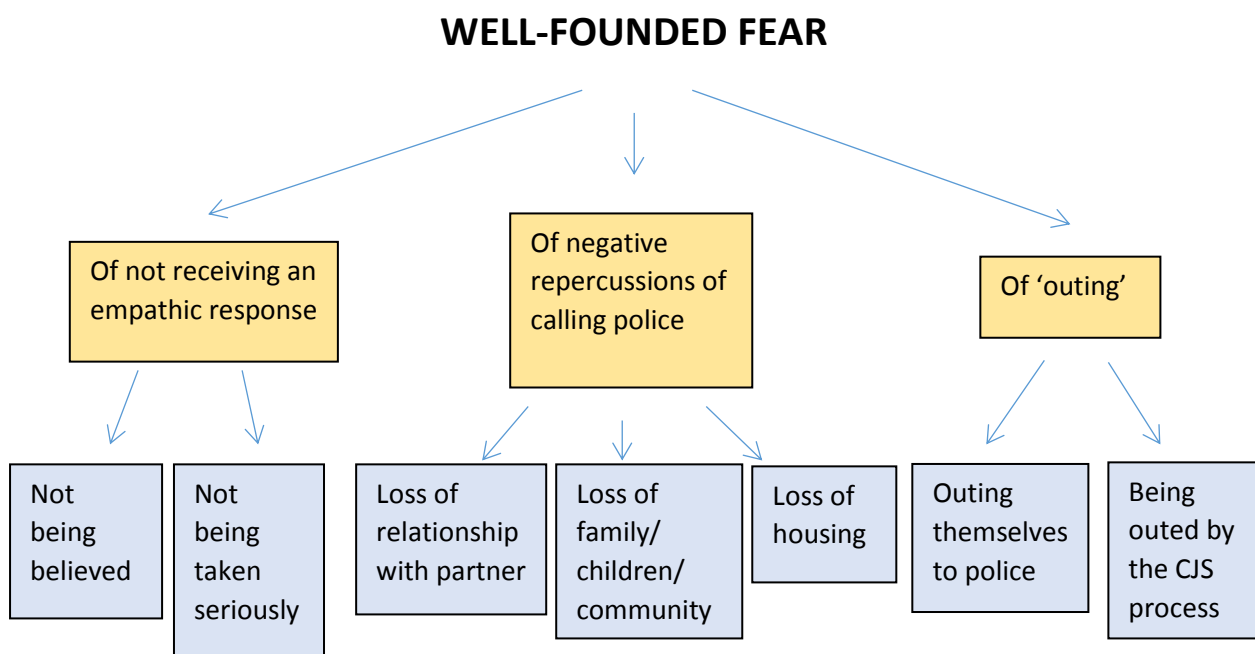 WELL-FOUNDED FEAR
Of not receiving an
empathic response
Of negative
repercussions of
calling police
Of ‘outing’
Not
being
believed
Not
being
taken
seriously
Loss of
relationship
with partner
Loss of
family/
children/
community
Loss of
housing
Outing
themselves
to police
Being
outed by
the CJS
process